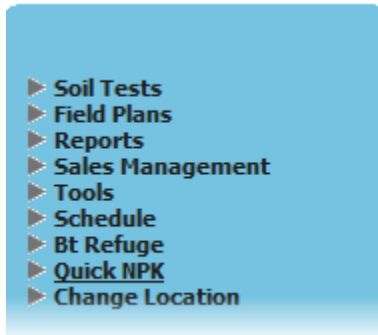 Soil Tests
Field Plans
Reports
Sales Management
Tools
Schedule
Bt Refuge
Quick NPK
Change Location